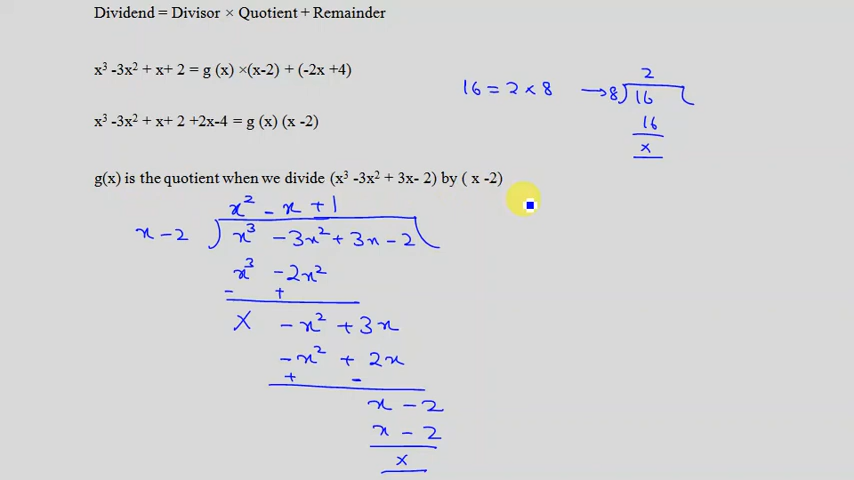 Dividend = Divisor × Quotient + Remainder
x³ -3x² + x+ 2 = g (x) ×(x-2) + (-2x +4)
16 = 2 × 8 → 8) 16
2
16
x
x³ -3x² + x+ 2 +2x-4 = g (x) (x -2)
g(x) is the quotient when we divide (x³ -3x² + 3x- 2) by ( x -2)
x² - x + 1
x - 2 ) x³ - 3x² + 3x - 2
x³ - 2x²
- +
x - x² + 3x
- x² + 2x
+ -
x - 2
x - 2
x